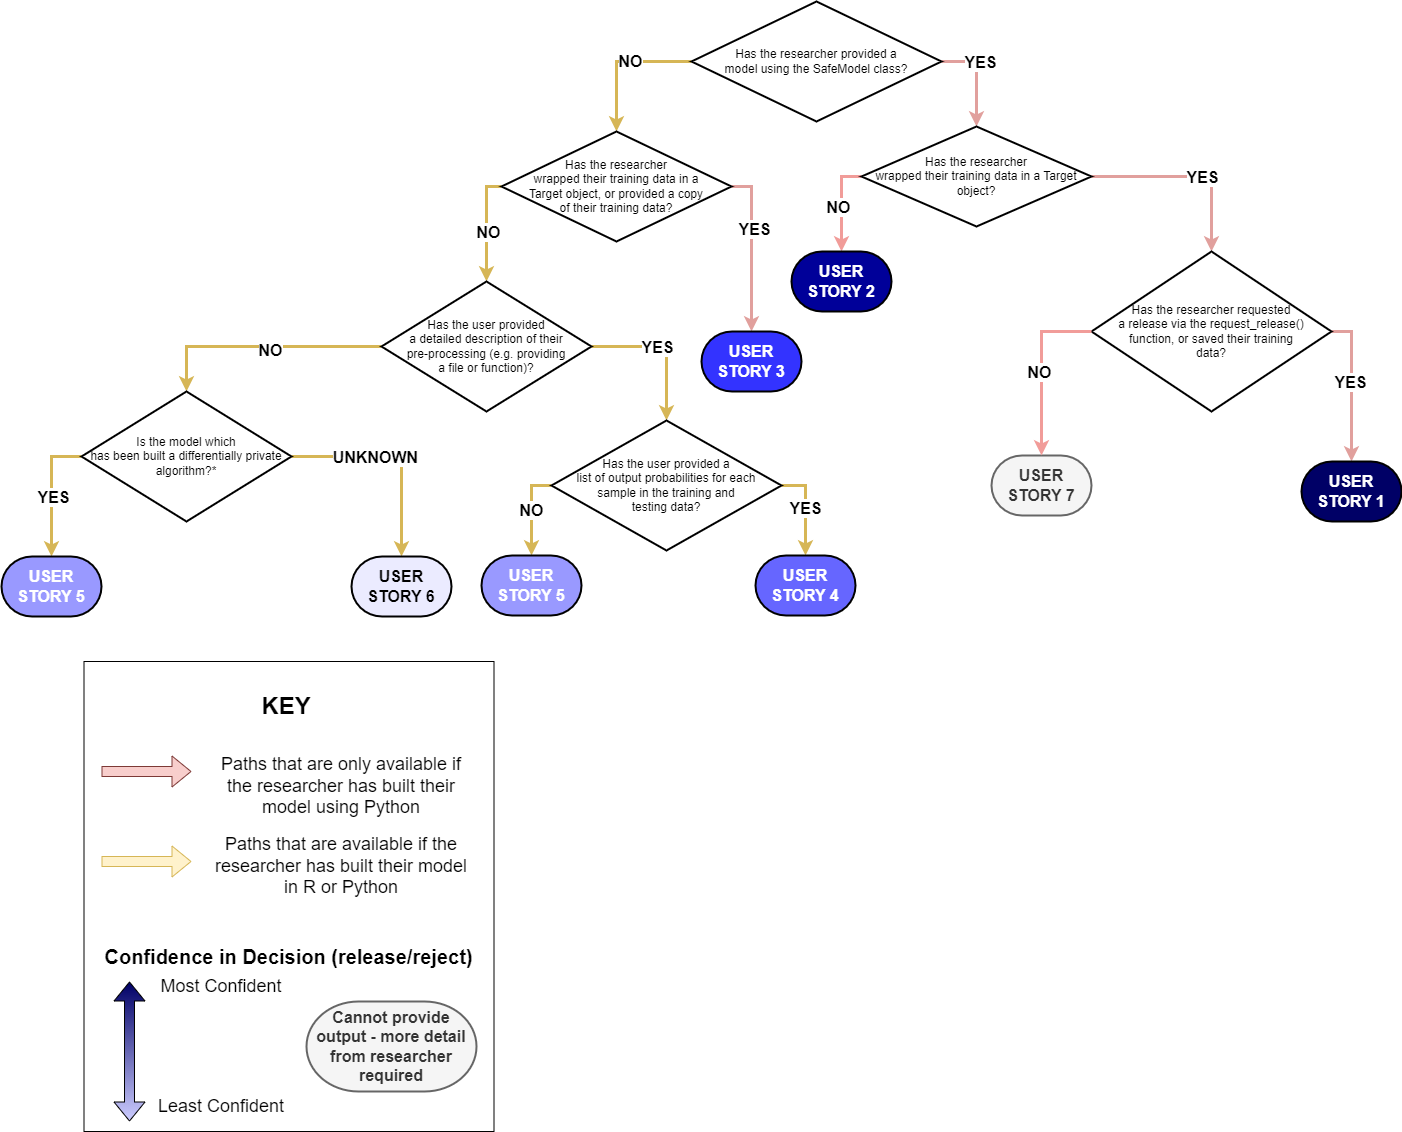 Has the researcher provided a
model using the SafeModel class?
NO
YES
Has the researcher
wrapped their training data in a
Target object, or provided a copy
of their training data?
Has the researcher
wrapped their training data in a Target
object?
NO
YES
NO
YES
USER
STORY 2
Has the user provided
a detailed description of their
pre-processing (e.g. providing
a file or function)?
USER
STORY 3
Has the researcher requested
a release via the request_release()
function, or saved their training
data?
NO
YES
NO
YES
Is the model which
has been built a differentially private
algorithm?*
Has the user provided a
list of output probabilities for each
sample in the training and
testing data?
USER
STORY 7
USER
STORY 1
YES
UNKNOWN
NO
YES
USER
STORY 5
USER
STORY 6
USER
STORY 5
USER
STORY 4
KEY
Paths that are only available if
the researcher has built their
model using Python
Paths that are available if the
researcher has built their model
in R or Python
Confidence in Decision (release/reject)
Most Confident
Cannot provide
output - more detail
from researcher
required
Least Confident